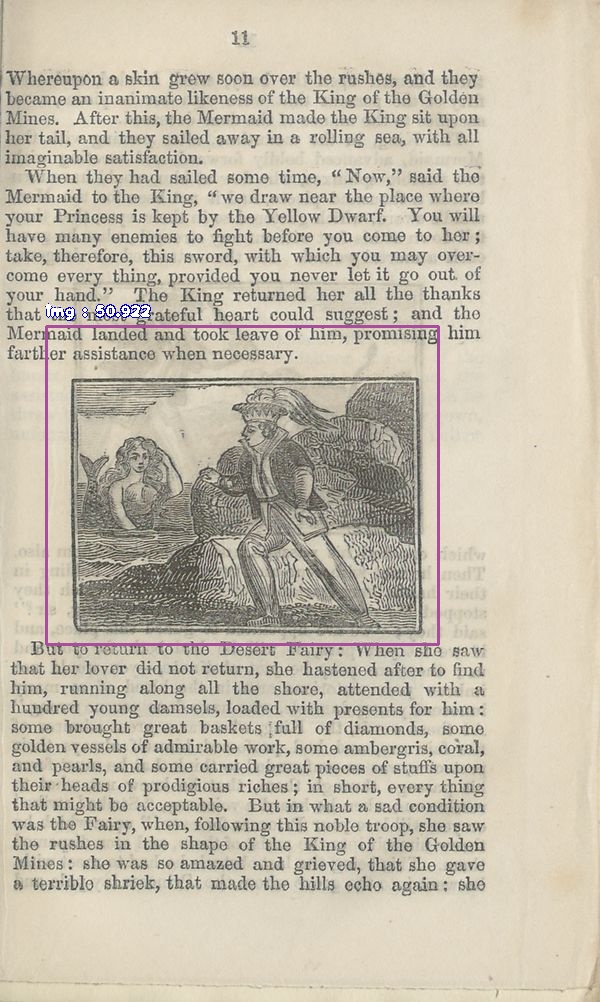 11
Whereupon a skin grew soon over the rushes, and they
became an inanimate likeness of the King of the Golden
Mines. After this, the Mermaid made the King sit upon
her tail, and they sailed away in a rolling sea, with all
imaginable satisfaction.
When they had sailed some time, "Now," said the
Mermaid to the King, "we draw near the place where
your Princess is kept by the Yellow Dwarf. You will
have many enemies to fight before you come to her;
take, therefore, this sword, with which you may over-
come every thing, provided you never let it go out of
your hand." The King returned her all the thanks
img : 50.922
that most grateful heart could suggest; and the
Mermaid landed and took leave of him, promising him
farther assistance when necessary.
But to return to the Desert Fairy: When she saw
that her lover did not return, she hastened after to find
him, running along all the shore, attended with a
hundred young damsels, loaded with presents for him:
some brought great baskets full of diamonds, some
golden vessels of admirable work, some ambergris, coral,
and pearls, and some carried great pieces of stuffs upon
their heads of prodigious riches; in short, every thing
that might be acceptable. But in what a sad condition
was the Fairy, when, following this noble troop, she saw
the rushes in the shape of the King of the Golden
Mines: she was so amazed and grieved, that she gave
a terrible shriek, that made the hills echo again: she